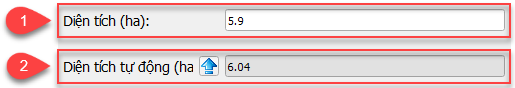 1 Diện tích (ha): 5.9
2 Diện tích tự động (ha 6.04